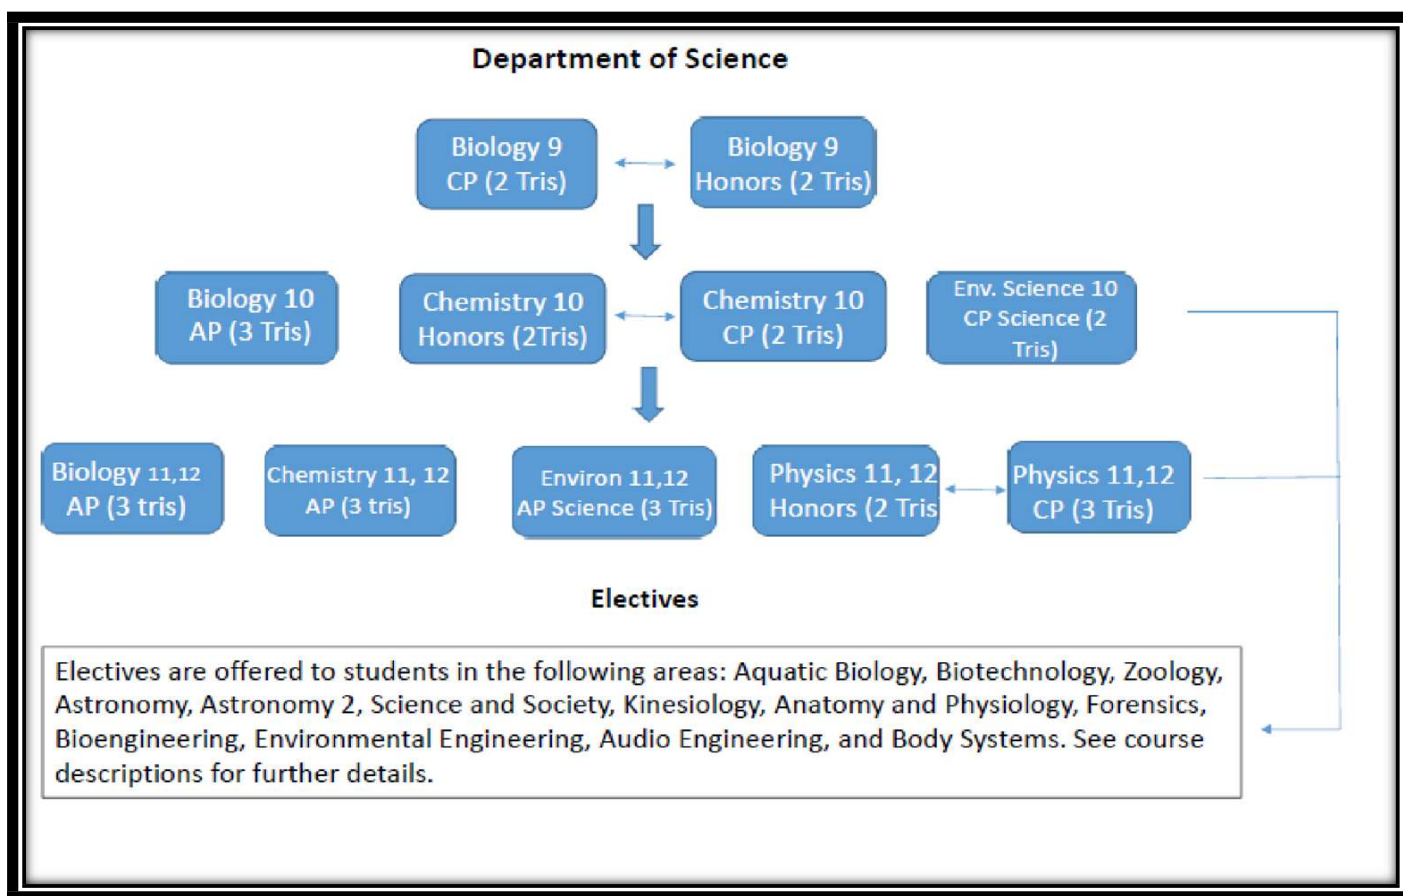 Department of Science
Biology 9
CP (2 Tris)
Biology 9
Honors (2 Tris)
Biology 10
AP (3 Tris)
Chemistry 10
Honors (2Tris)
Chemistry 10
CP (2 Tris)
Env. Science 10
CP Science (2
Tris)
Biology 11,12
AP (3 tris)
Chemistry 11, 12
AP (3 tris)
Environ 11,12
AP Science (3 Tris)
Physics 11, 12
Honors (2 Tris
Physics 11,12
CP (3 Tris)
Electives
Electives are offered to students in the following areas: Aquatic Biology, Biotechnology, Zoology,
Astronomy, Astronomy 2, Science and Society, Kinesiology, Anatomy and Physiology, Forensics,
Bioengineering, Environmental Engineering, Audio Engineering, and Body Systems. See course
descriptions for further details.